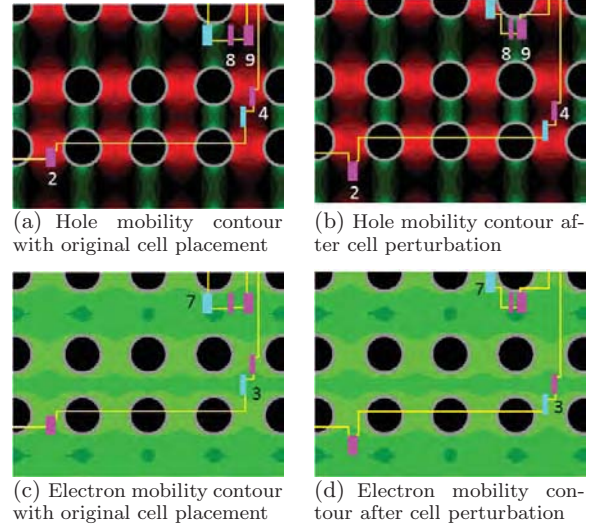 8 9
4
2
8 9
4
2
(a) Hole mobility contour
with original cell placement
(b) Hole mobility contour af-
ter cell perturbation
7
3
7
3
(c) Electron mobility contour
with original cell placement
(d) Electron mobility con-
tour after cell perturbation